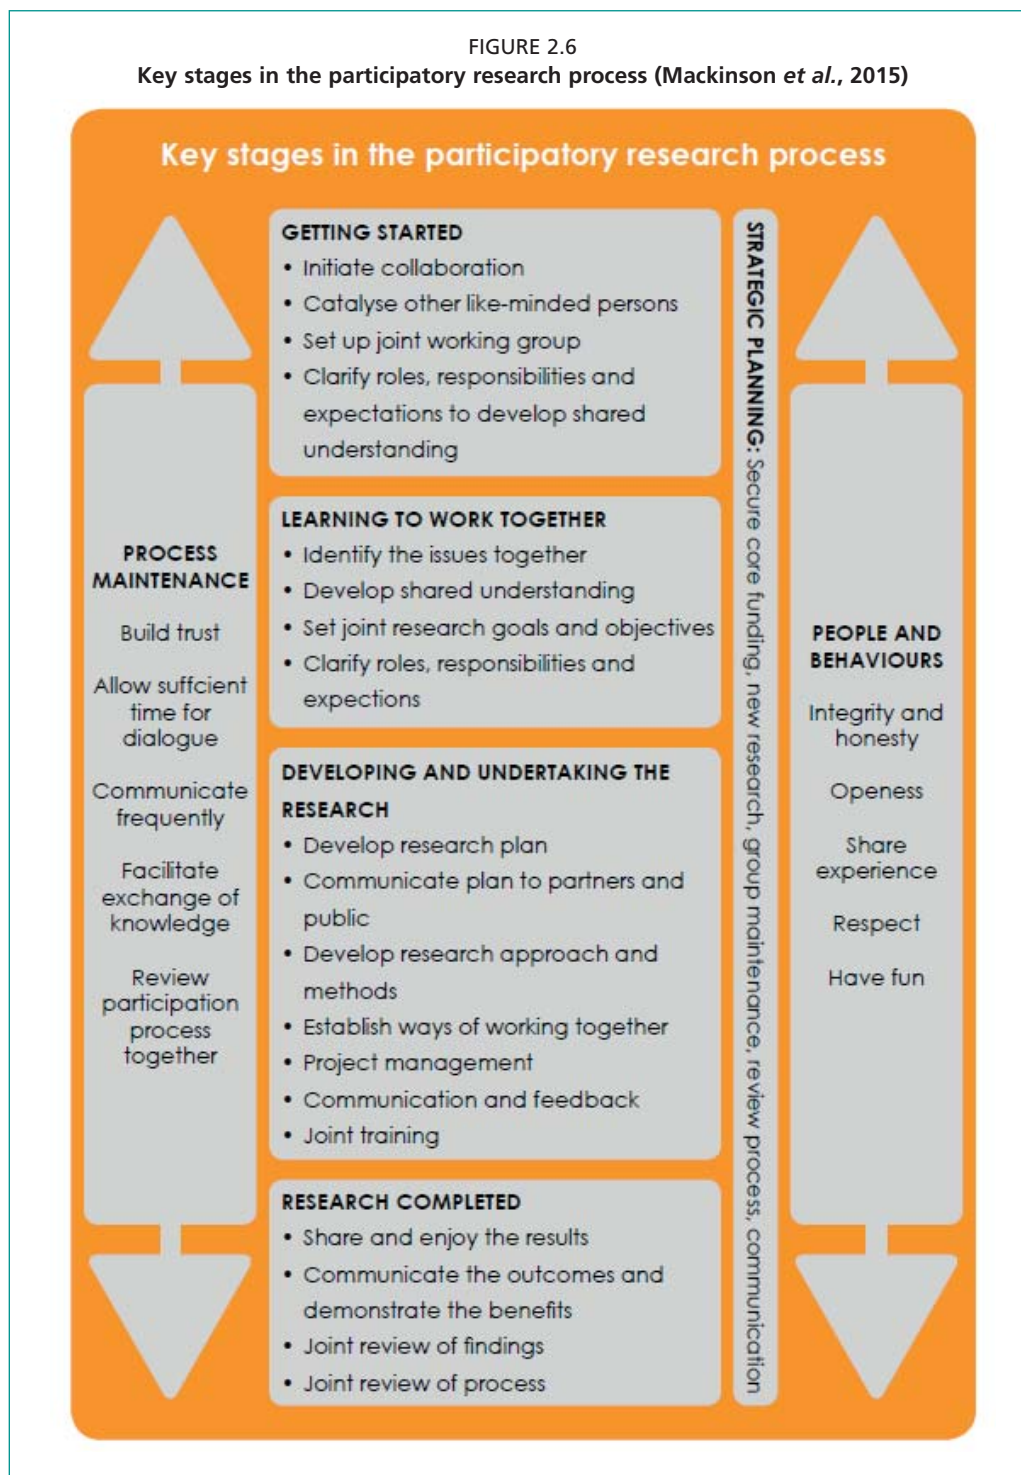 FIGURE 2.6
Key stages in the participatory research process (Mackinson et al., 2015)
Key stages in the participatory research process
PROCESS
MAINTENANCE
Build trust
Allow suffcient
time for
dialogue
Communicate
frequently
Facilitate
exchange of
knowledge
Review
participation
process
together
GETTING STARTED
• Initiate collaboration
• Catalyse other like-minded persons
• Set up joint working group
• Clarify roles, responsibilities and
expectations to develop shared
understanding
LEARNING TO WORK TOGETHER
• Identify the issues together
• Develop shared understanding
• Set joint research goals and objectives
• Clarify roles, responsibilities and
expections
DEVELOPING AND UNDERTAKING THE
RESEARCH
• Develop research plan
• Communicate plan to partners and
public
• Develop research approach and
methods
• Establish ways of working together
• Project management
• Communication and feedback
• Joint training
RESEARCH COMPLETED
• Share and enjoy the results
• Communicate the outcomes and
demonstrate the benefits
• Joint review of findings
• Joint review of process
STRATEGIC PLANNING: Secure core funding, new research, group maintenance, review process, communication
PEOPLE AND
BEHAVIOURS
Integrity and
honesty
Openess
Share
experience
Respect
Have fun